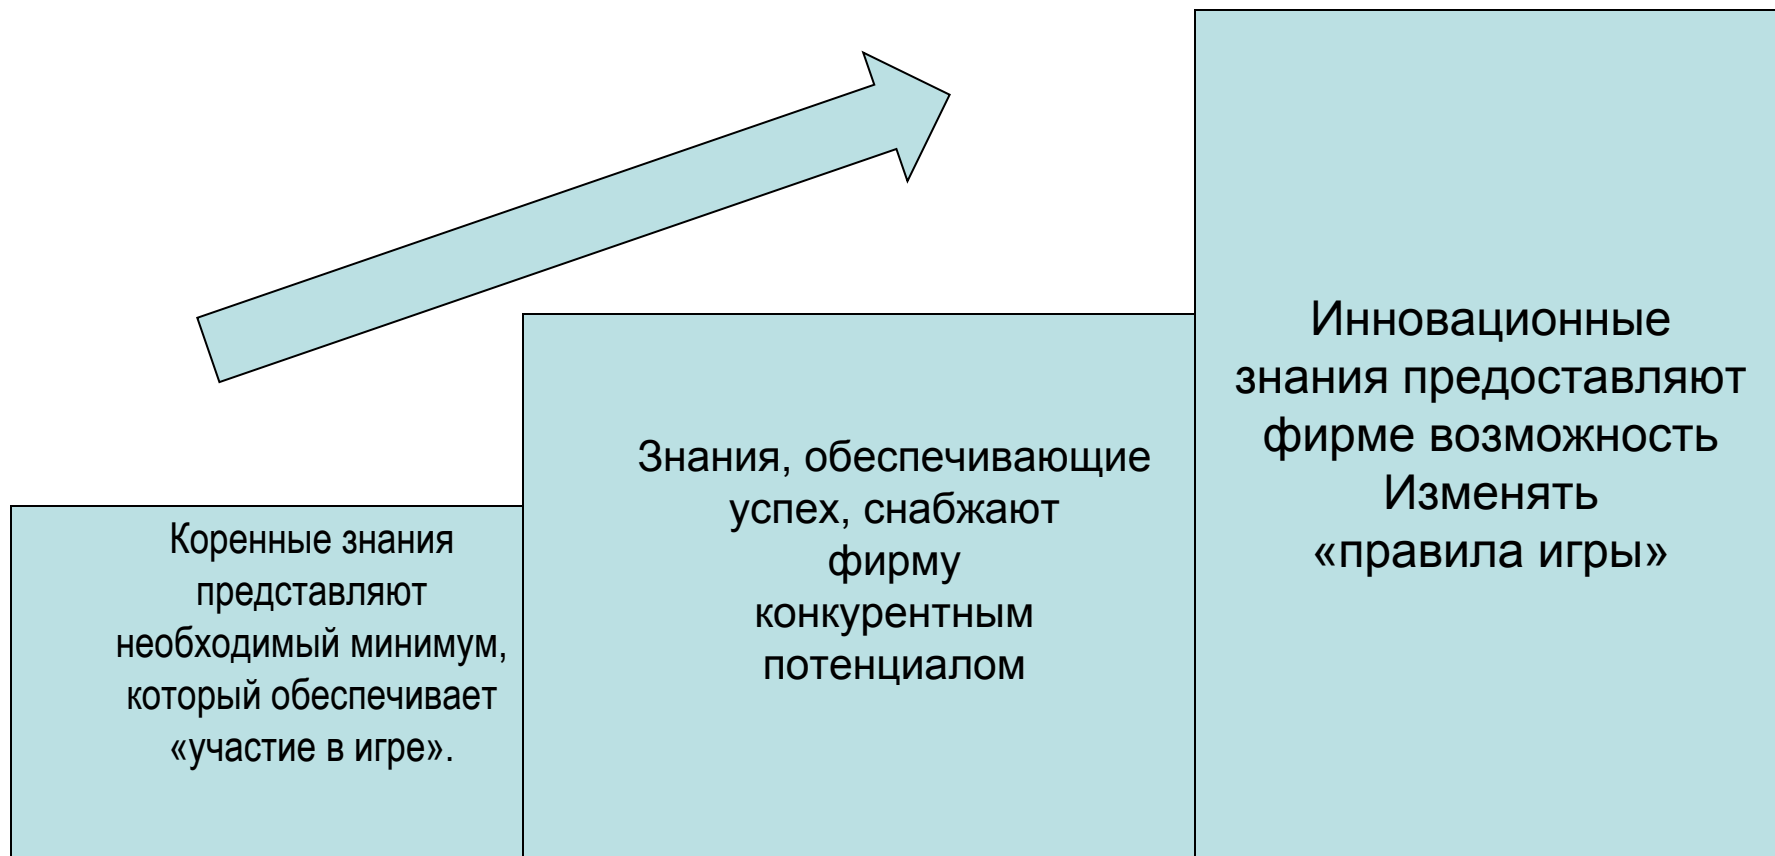 Коренные знания
представляют
необходимый минимум,
который обеспечивает
«участие в игре».
Знания, обеспечивающие
успех, снабжают
фирму
конкурентным
потенциалом
Инновационные
знания предоставляют
фирме возможность
Изменять
«правила игры»